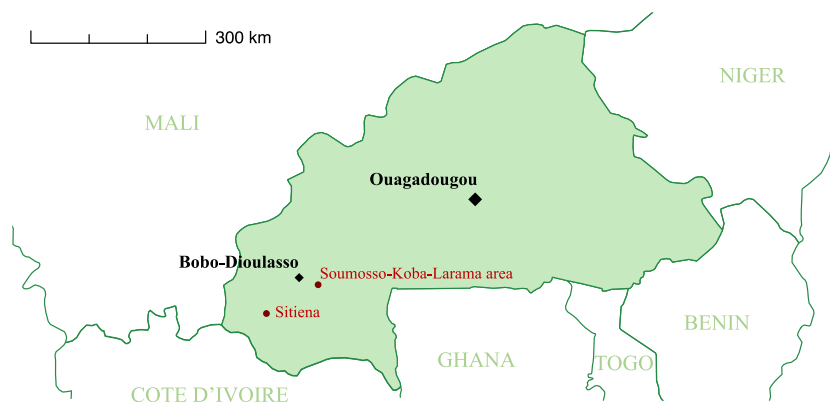 300 km
NIGER
MALI
Ouagadougou
Bobo-Dioulasso
Soumosso-Koba-Larama area
Sitiena
BENIN
GHANA
TOGO
COTE D'IVOIRE